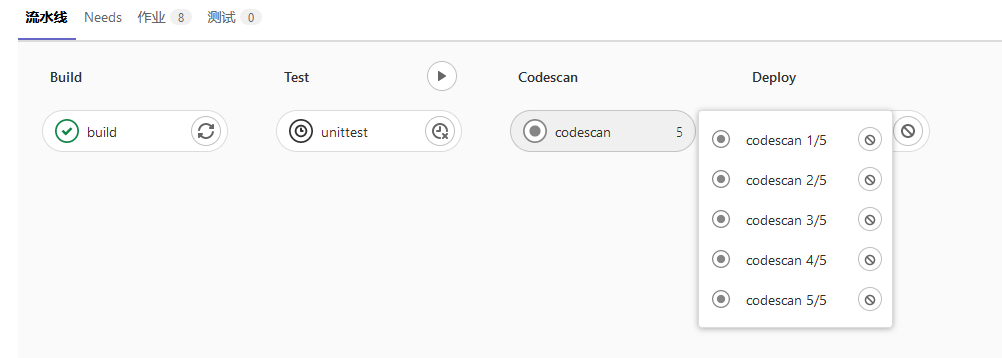 流水线 Needs 作业 8 测试 0
Build Test Codescan Deploy
build unittest codescan 5
codescan 1/5
codescan 2/5
codescan 3/5
codescan 4/5
codescan 5/5